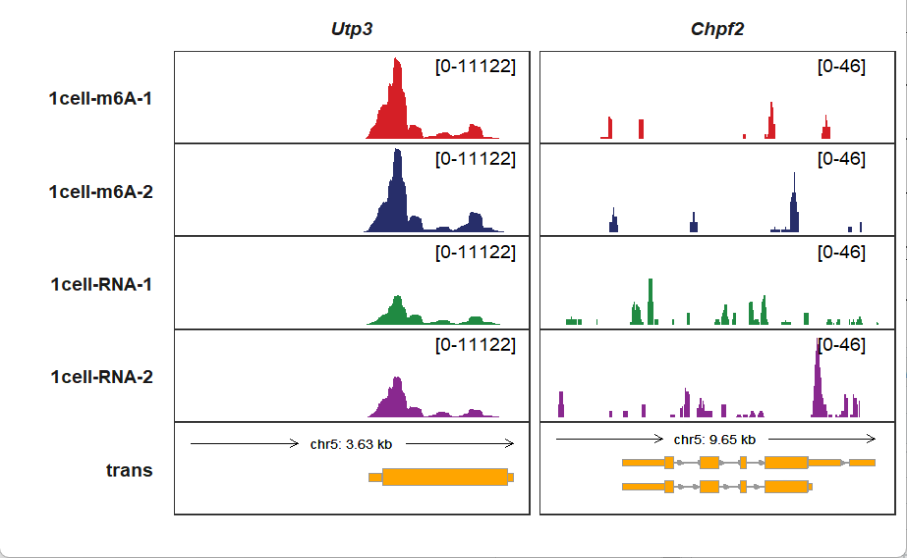 Utp3 Chpf2
1cell-m6A-1 [0-11122] [0-46]
1cell-m6A-2 [0-11122] [0-46]
1cell-RNA-1 [0-11122] [0-46]
1cell-RNA-2 [0-11122] [0-46]
trans chr5: 3.63 kb chr5: 9.65 kb